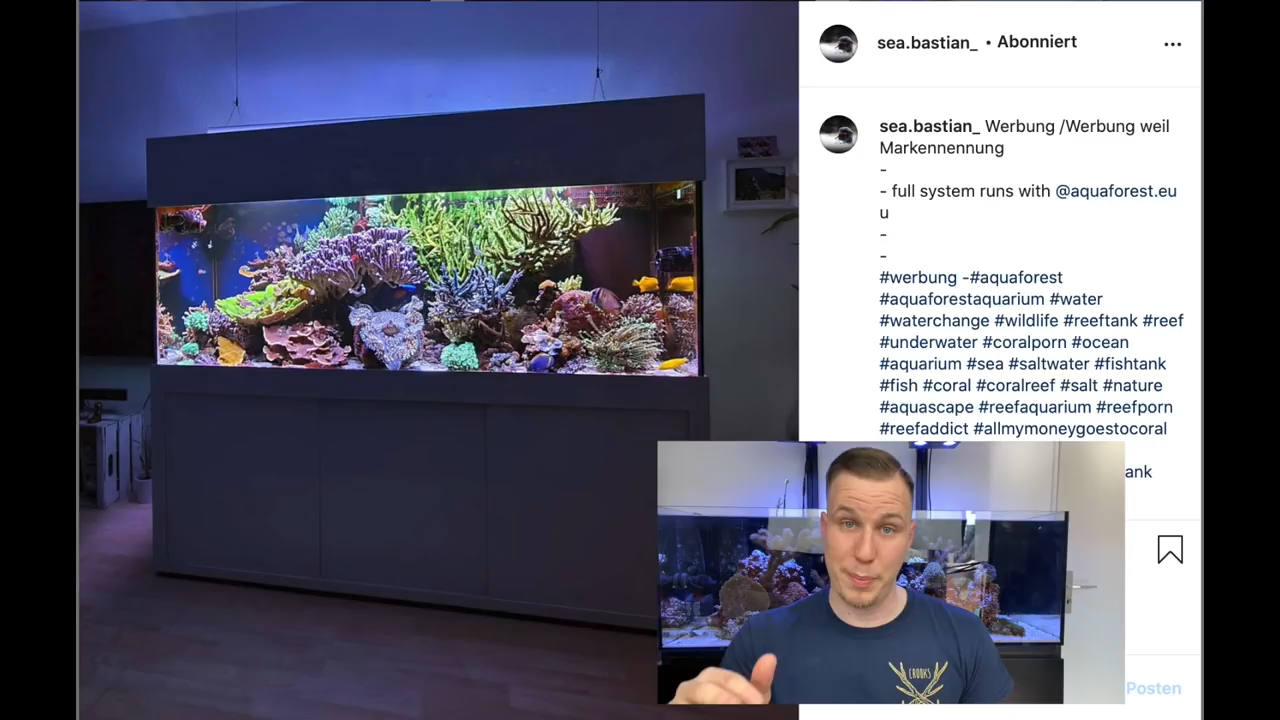 sea.bastian_ • Abonniert
sea.bastian_ Werbung /Werbung weil
Markennennung
-
- full system runs with @aquaforest.eu
u
-
-
#werbung -#aquaforest
#aquaforestaquarium #water
#waterchange #wildlife #reeftank #reef
#underwater #coralporn #ocean
#aquarium #sea #saltwater #fishtank
#fish #coral #coralreef #salt #nature
#aquascape #reefaquarium #reefporn
#reefaddict #allmymoneygoestocoral
ank
CROOKS
Posten